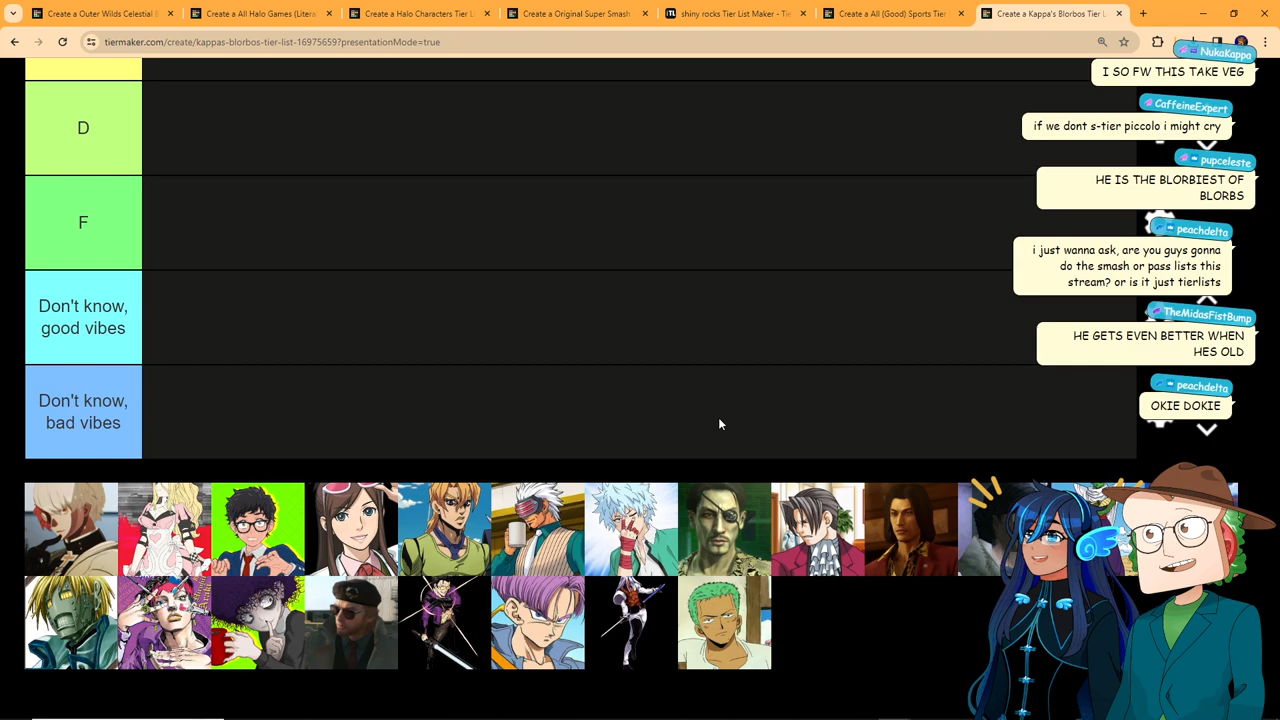 Create a Outer Wilds Celestial B
Create a All Halo Games (Litera
Create a Halo Characters Tier L
Create a Original Super Smash
shiny rocks Tier List Maker - Tie
Create a All (Good) Sports Tier
Create a Kappa's Blorbos Tier L
tiermaker.com/create/kappas-blorbos-tier-list-16975659?presentationMode=true
D
F
Don't know,
good vibes
Don't know,
bad vibes
NukaKappa
I SO FW THIS TAKE VEG
CaffeineExpert
if we dont s-tier piccolo i might cry
pupceleste
HE IS THE BLORBIEST OF
BLORBS
peachdelta
i just wanna ask, are you guys gonna
do the smash or pass lists this
stream? or is it just tierlists
TheMidasFistBump
HE GETS EVEN BETTER WHEN
HES OLD
peachdelta
OKIE DOKIE